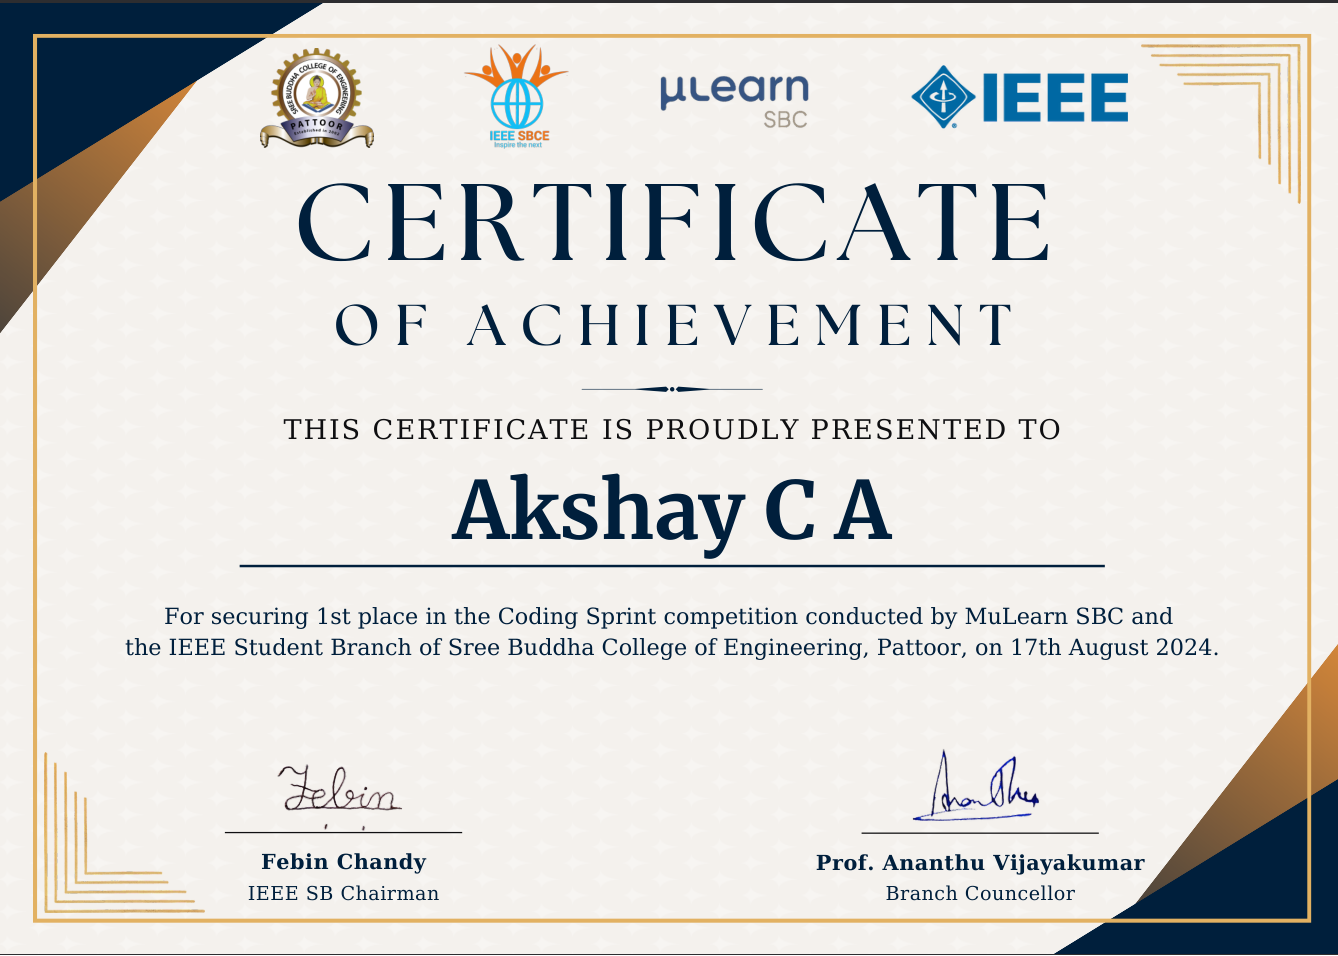 SREE BUDDHA COLLEGE OF ENGINEERING
PATTOOR
Established in 2002
IEEE SBCE
Inspire the next
µLearn
SBC
IEEE
CERTIFICATE
OF ACHIEVEMENT
THIS CERTIFICATE IS PROUDLY PRESENTED TO
Akshay C A
For securing 1st place in the Coding Sprint competition conducted by MuLearn SBC and
the IEEE Student Branch of Sree Buddha College of Engineering, Pattoor, on 17th August 2024.
Febin
Ananthu
Febin Chandy
Prof. Ananthu Vijayakumar
IEEE SB Chairman
Branch Councellor